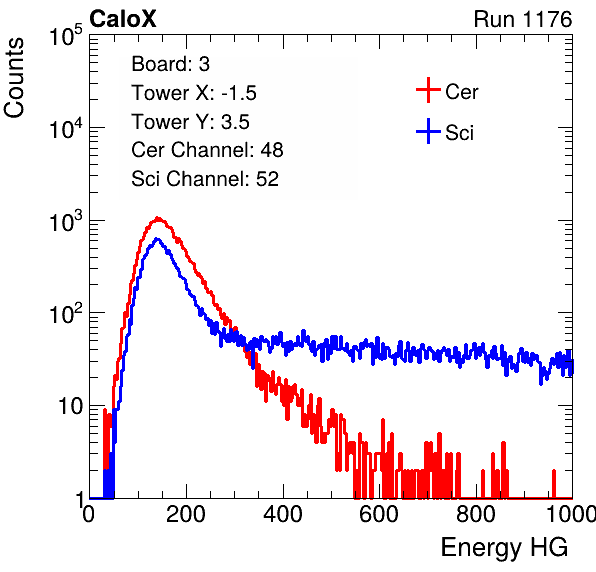 CaloX Run 1176
Counts
10^5
10^4
10^3
10^2
10
1
Board: 3
Tower X: -1.5
Tower Y: 3.5
Cer Channel: 48
Sci Channel: 52
Cer
Sci
0 200 400 600 800 1000
Energy HG